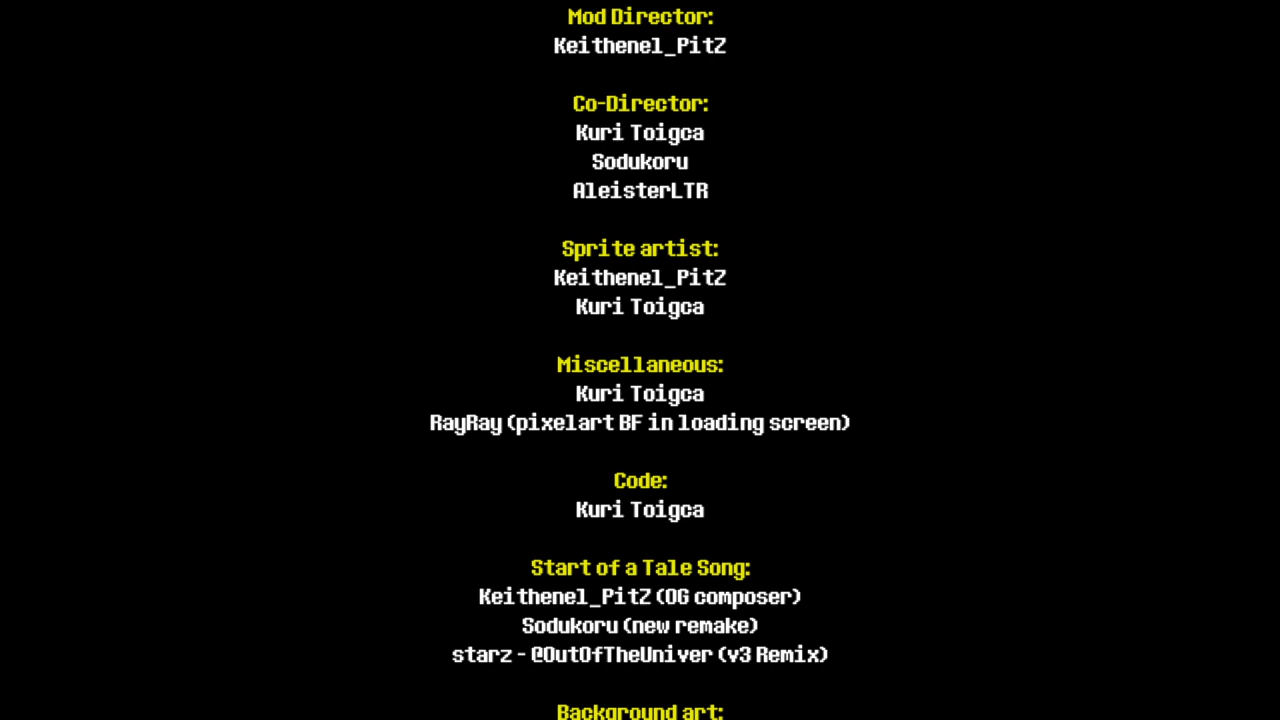 Mod Director:
Keithenel_PitZ
Co-Director:
Kuri Toigca
Sodukoru
AleisterLTR
Sprite artist:
Keithenel_PitZ
Kuri Toigca
Miscellaneous:
Kuri Toigca
RayRay (pixelart BF in loading screen)
Code:
Kuri Toigca
Start of a Tale Song:
Keithenel_PitZ (OG composer)
Sodukoru (new remake)
starz - @OutOfTheUniver (v3 Remix)
Background art: